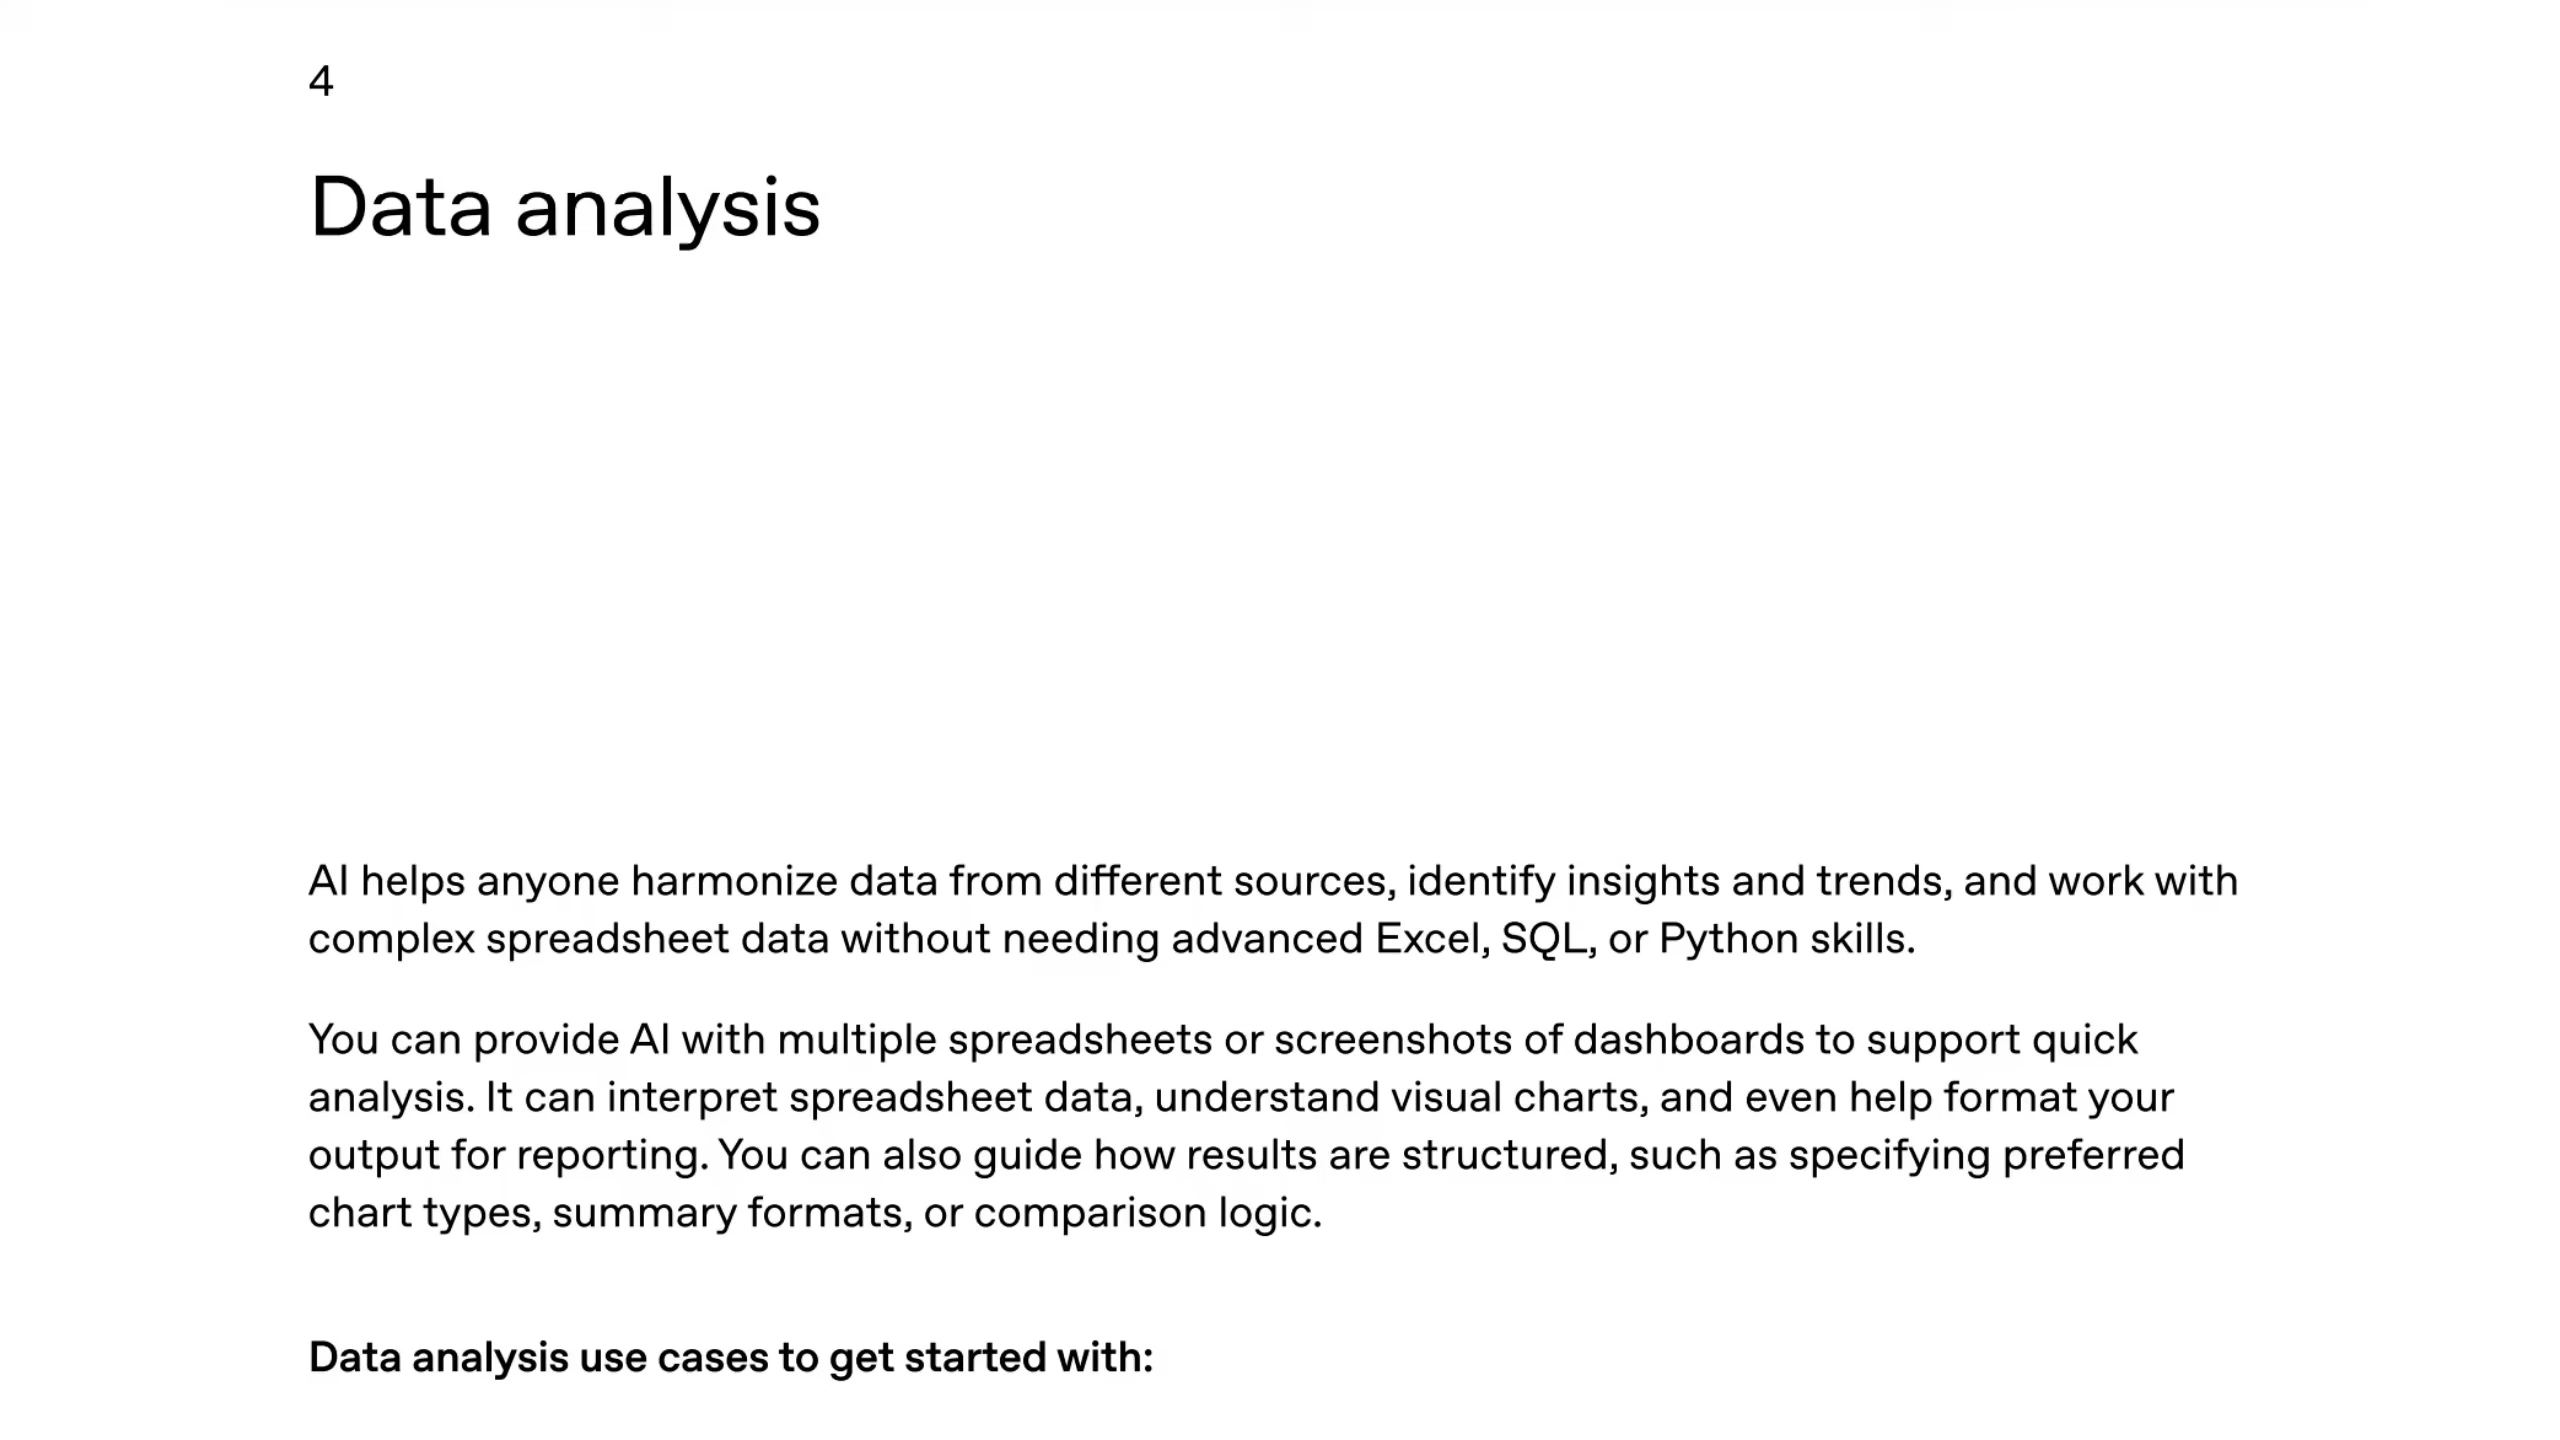 4
Data analysis
AI helps anyone harmonize data from different sources, identify insights and trends, and work with
complex spreadsheet data without needing advanced Excel, SQL, or Python skills.
You can provide AI with multiple spreadsheets or screenshots of dashboards to support quick
analysis. It can interpret spreadsheet data, understand visual charts, and even help format your
output for reporting. You can also guide how results are structured, such as specifying preferred
chart types, summary formats, or comparison logic.
Data analysis use cases to get started with: